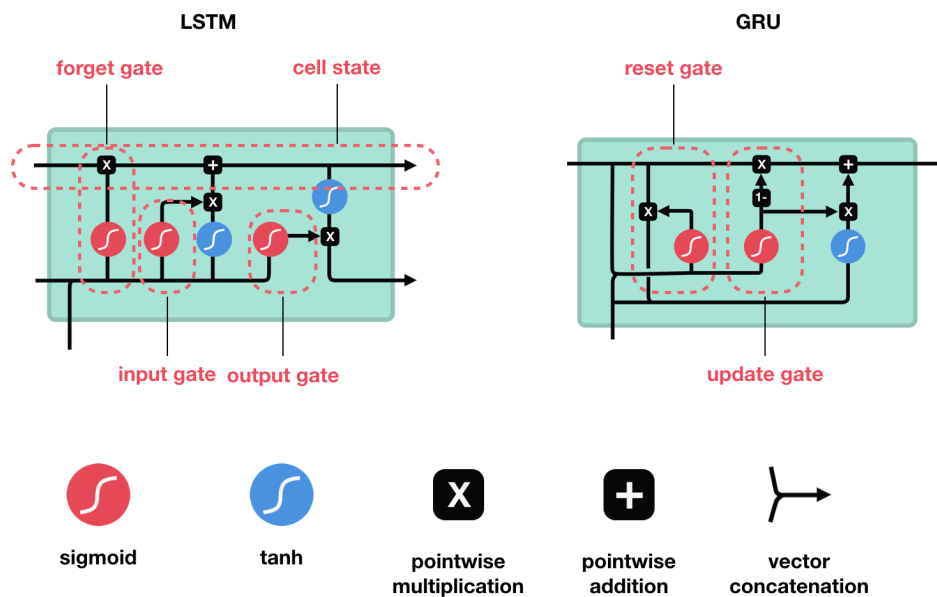 LSTM
GRU
forget gate
cell state
reset gate
X
+
X
X
X
+
1-
X
X
input gate
output gate
update gate
X
+
sigmoid
tanh
pointwise
multiplication
pointwise
addition
vector
concatenation